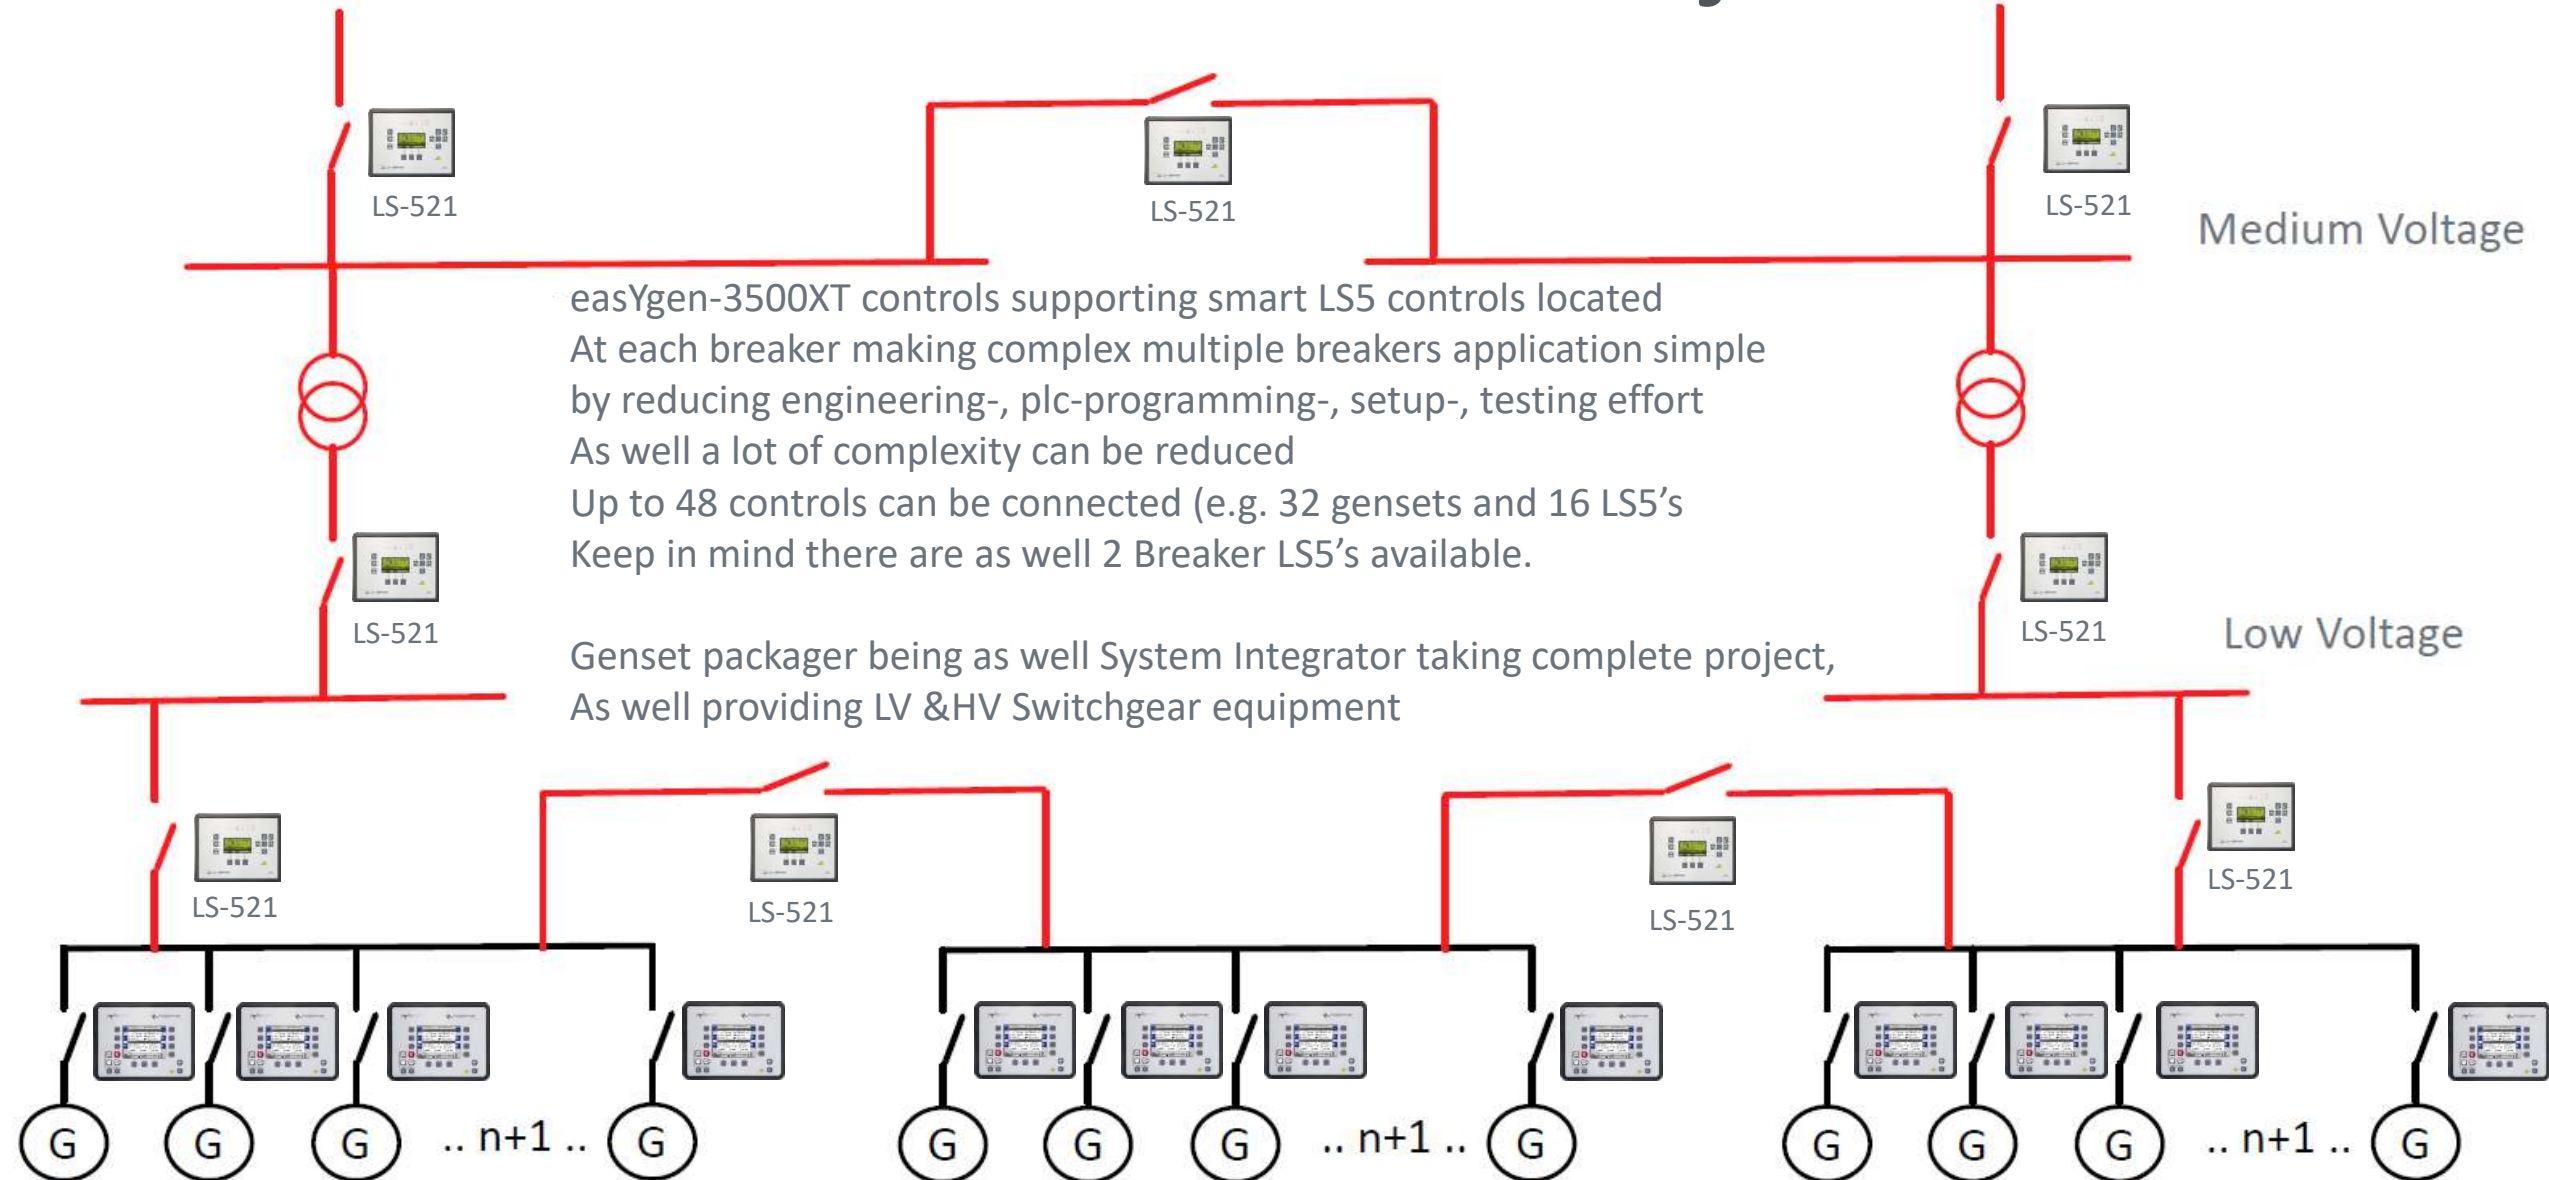 LS-521
LS-521
LS-521
Medium Voltage
easYgen-3500XT controls supporting smart LS5 controls located
At each breaker making complex multiple breakers application simple
by reducing engineering-, plc-programming-, setup-, testing effort
As well a lot of complexity can be reduced
Up to 48 controls can be connected (e.g. 32 gensets and 16 LS5’s
Keep in mind there are as well 2 Breaker LS5’s available.
LS-521
LS-521
Low Voltage
Genset packager being as well System Integrator taking complete project,
As well providing LV &HV Switchgear equipment
LS-521
LS-521
LS-521
LS-521
G G G .. n+1 .. G
G G G .. n+1 .. G
G G G .. n+1 .. G